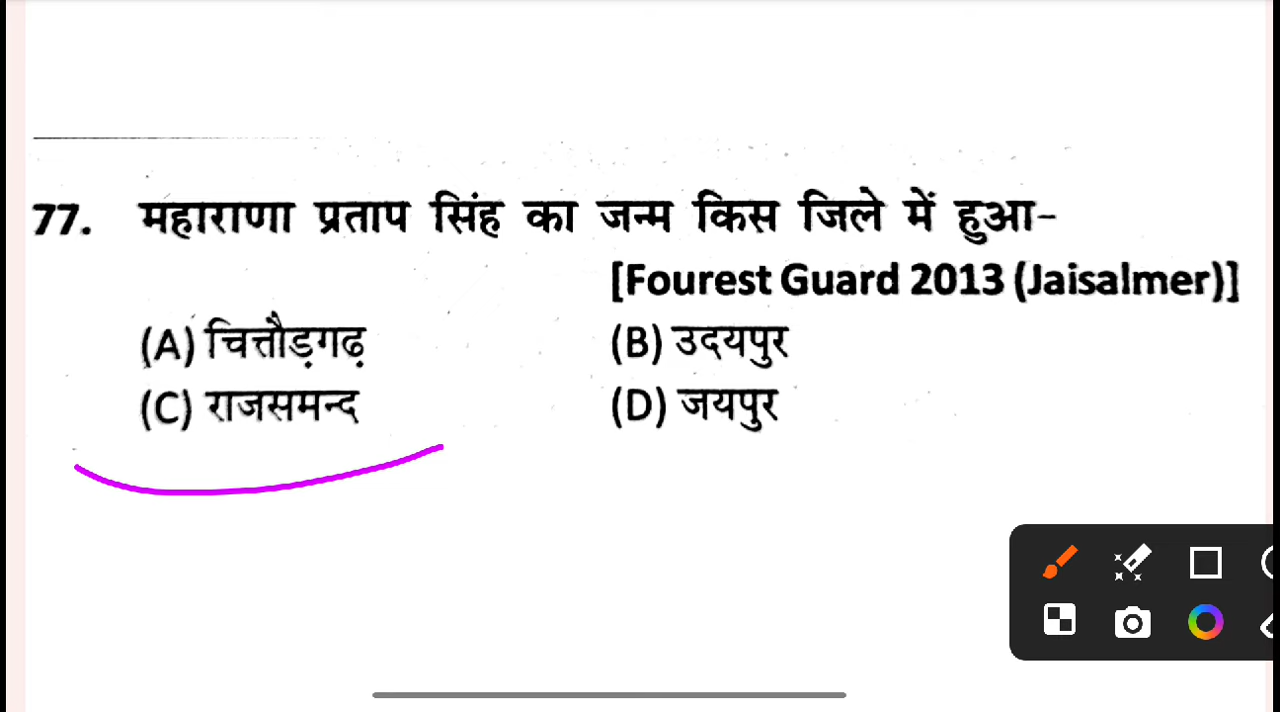 77. महाराणा प्रताप सिंह का जन्म किस जिले में हुआ-
[Fourest Guard 2013 (Jaisalmer)]
(A) चित्तौड़गढ़ (B) उदयपुर
(C) राजसमन्द (D) जयपुर